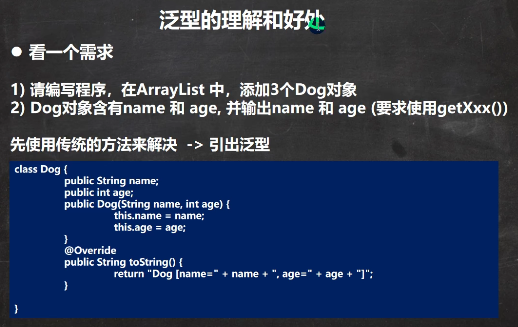 泛型的理解和好处
● 看一个需求
1) 请编写程序，在ArrayList 中，添加3个Dog对象
2) Dog对象含有name 和 age, 并输出name 和 age (要求使用getXxx())
先使用传统的方法来解决 -> 引出泛型
class Dog {
public String name;
public int age;
public Dog(String name, int age) {
this.name = name;
this.age = age;
}
@Override
public String toString() {
return "Dog [name=" + name + ", age=" + age + "]";
}
}